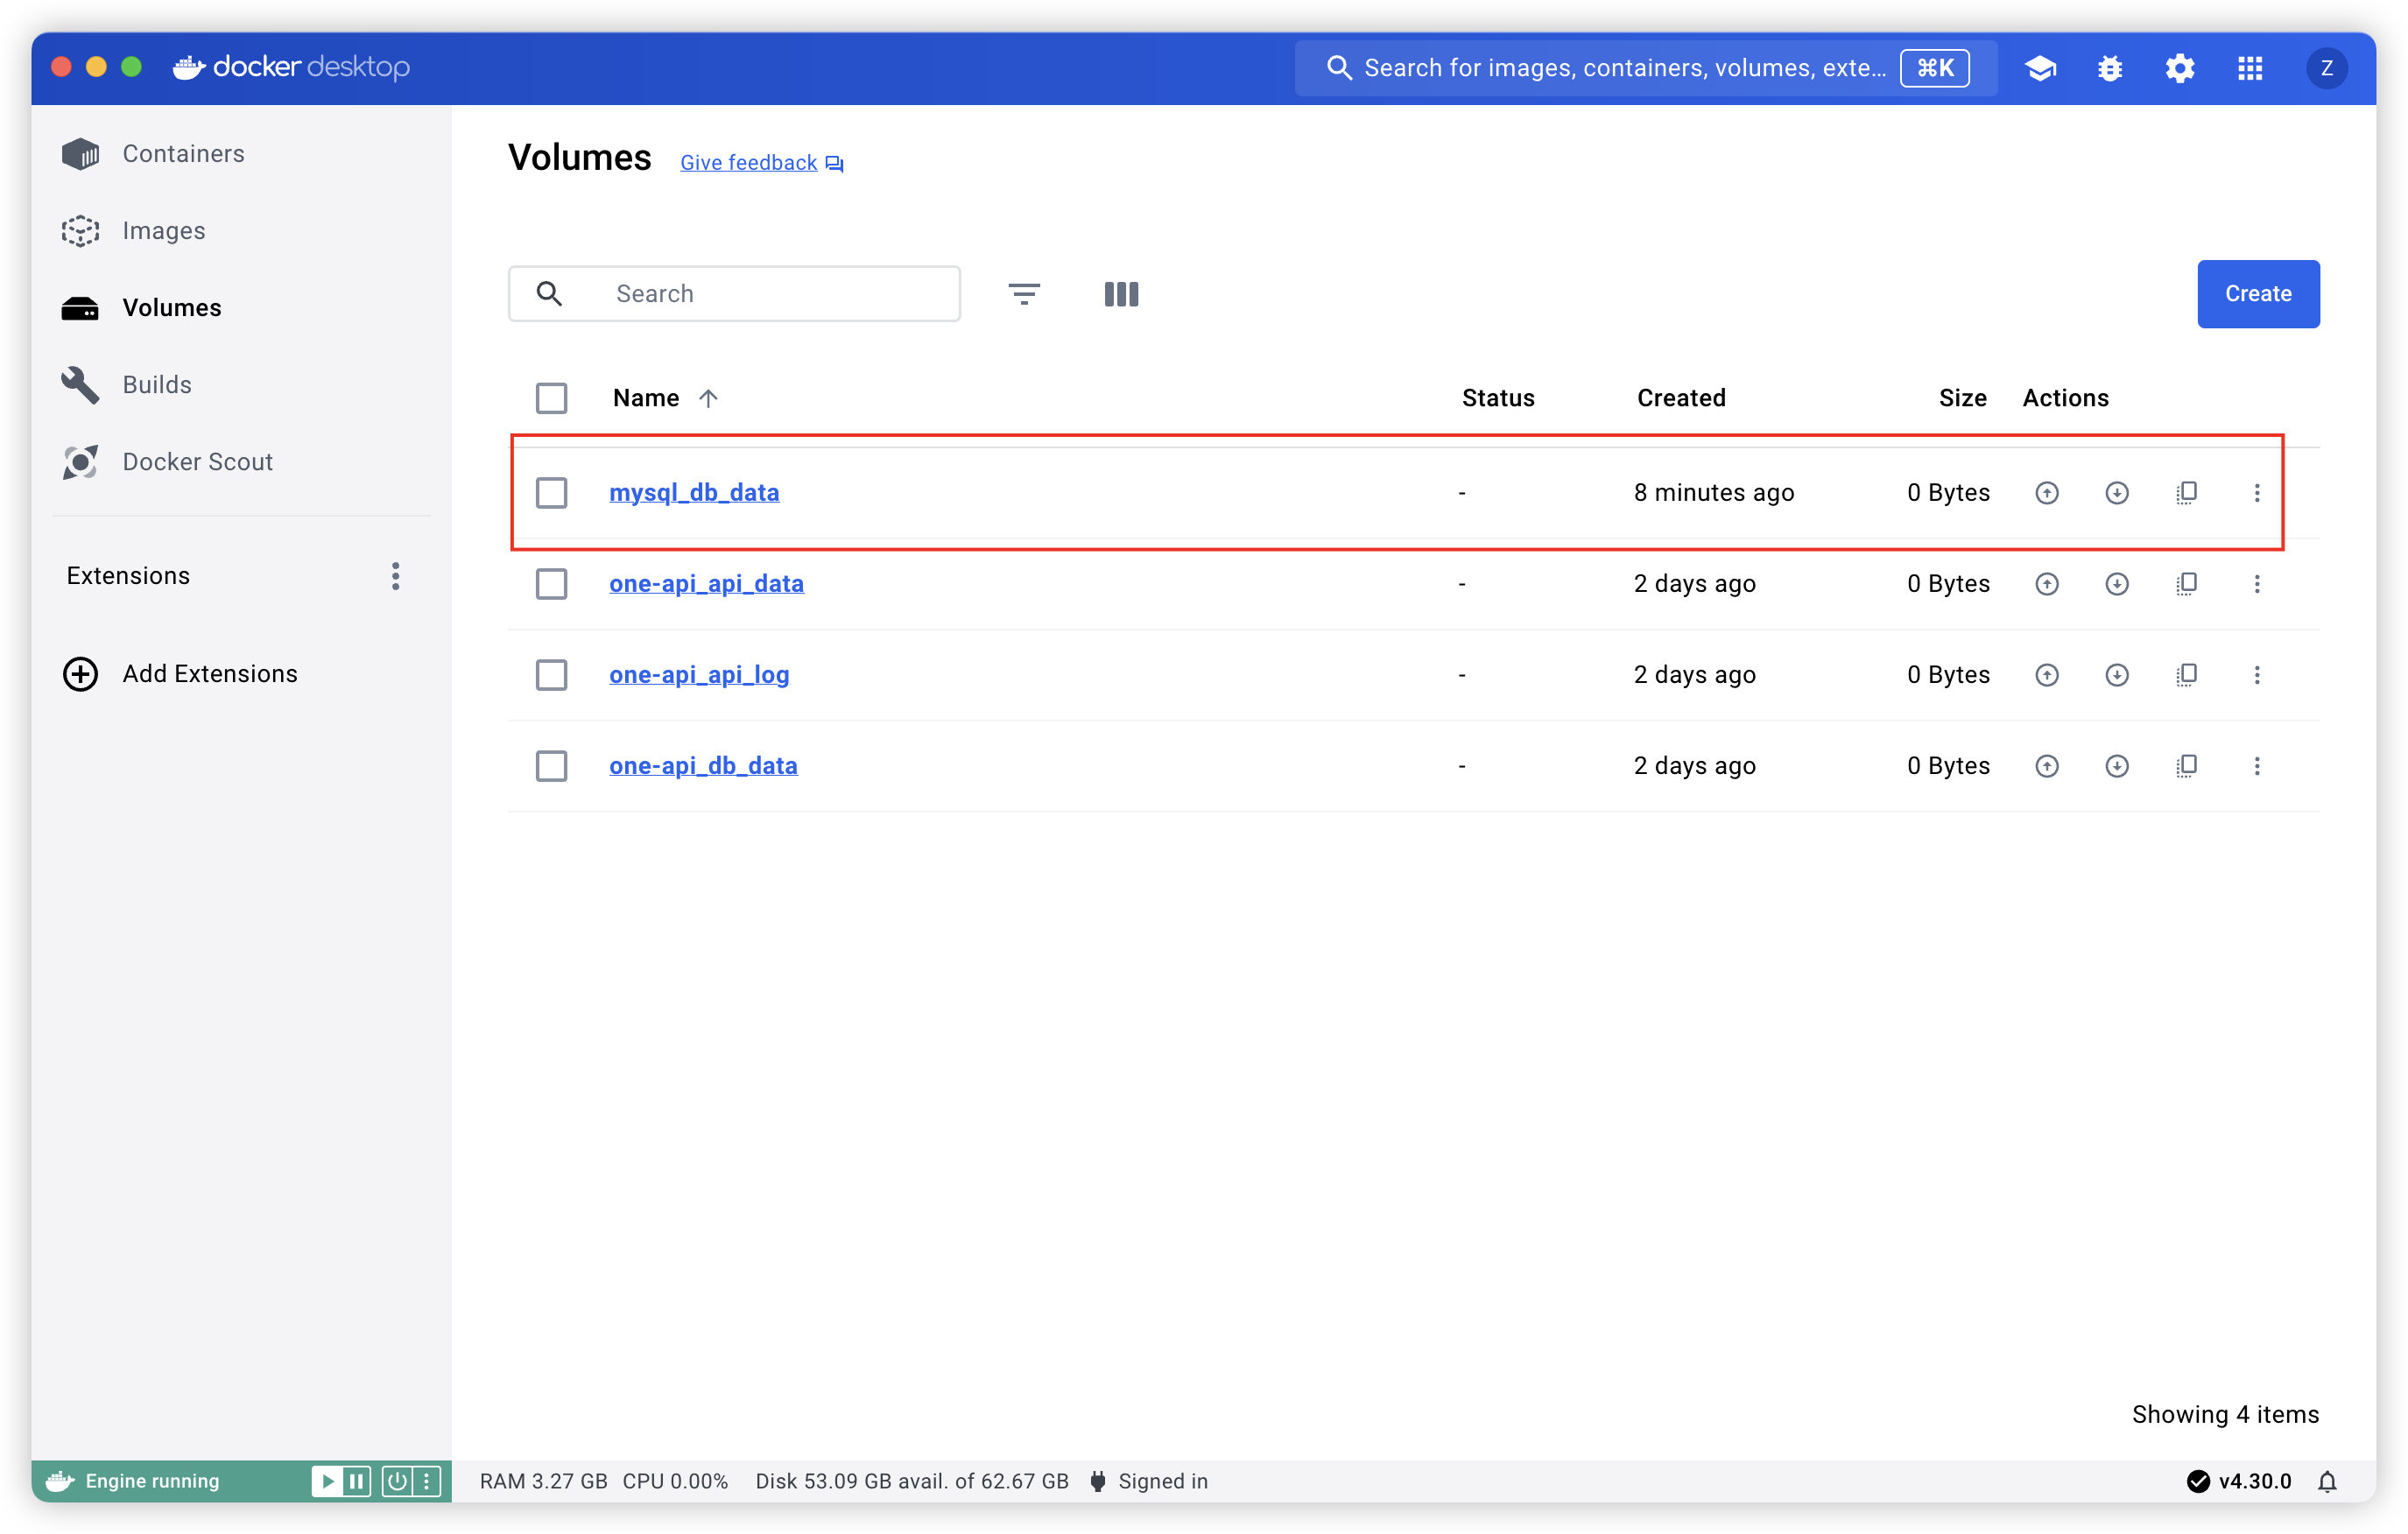 docker desktop
Search for images, containers, volumes, exte... ⌘K
Z
Containers
Images
Volumes
Builds
Docker Scout
Extensions
Add Extensions
Volumes Give feedback
Search
Create
Name Status Created Size Actions
mysql_db_data - 8 minutes ago 0 Bytes
one-api_api_data - 2 days ago 0 Bytes
one-api_api_log - 2 days ago 0 Bytes
one-api_db_data - 2 days ago 0 Bytes
Showing 4 items
Engine running RAM 3.27 GB CPU 0.00% Disk 53.09 GB avail. of 62.67 GB Signed in v4.30.0